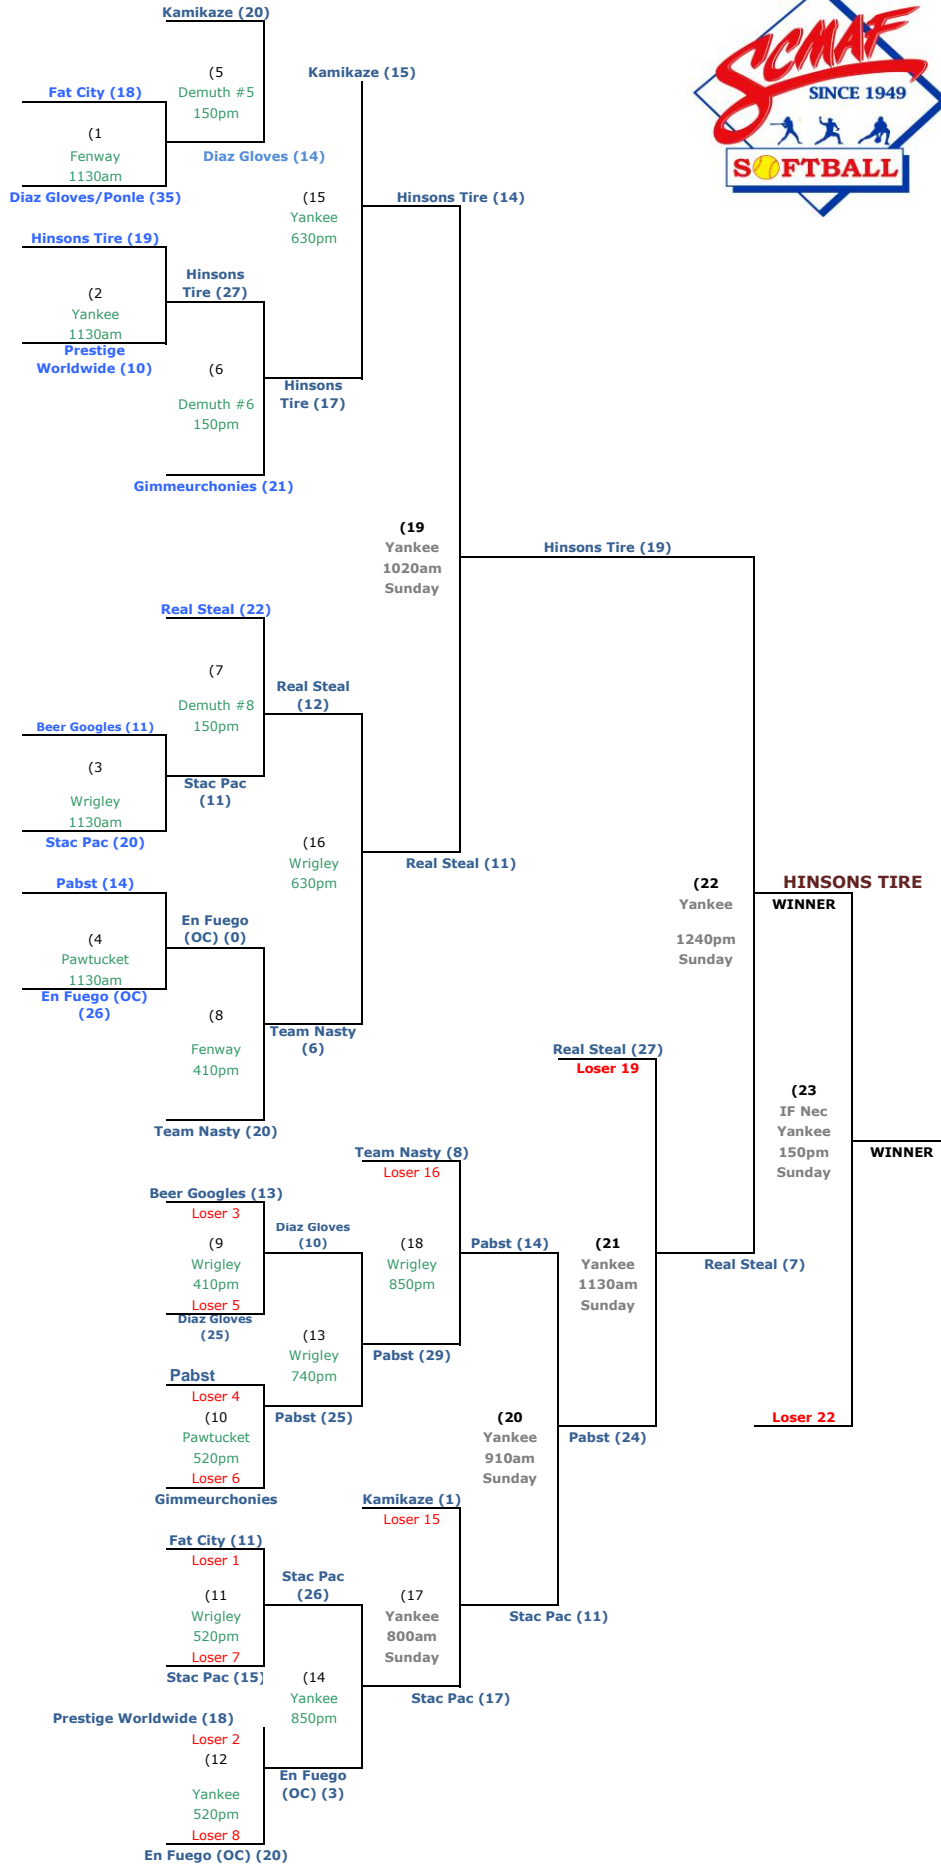 Kamikaze (20)
SCMAF
SINCE 1949
SOFTBALL
(5
Demuth #5
150pm
Kamikaze (15)
Fat City (18)
(1
Fenway
1130am
Diaz Gloves (14)
Diaz Gloves/Ponle (35)
(15
Yankee
630pm
Hinsons Tire (14)
Hinsons Tire (19)
Hinsons
Tire (27)
(2
Yankee
1130am
Prestige
Worldwide (10)
(6
Demuth #6
150pm
Hinsons
Tire (17)
Gimmeurchonies (21)
(19
Yankee
1020am
Sunday
Hinsons Tire (19)
Real Steal (22)
(7
Demuth #8
150pm
Real Steal
(12)
Beer Googles (11)
(3
Wrigley
1130am
Stac Pac
(11)
Stac Pac (20)
(16
Wrigley
630pm
Real Steal (11)
Pabst (14)
(22
Yankee
1240pm
Sunday
HINSONS TIRE
WINNER
En Fuego
(OC) (0)
(4
Pawtucket
1130am
En Fuego (OC)
(26)
(8
Fenway
410pm
Team Nasty
(6)
Real Steal (27)
Loser 19
(23
IF Nec
Yankee
150pm
Sunday
Team Nasty (20)
WINNER
Team Nasty (8)
Loser 16
Beer Googles (13)
Loser 3
(9
Wrigley
410pm
Loser 5
Diaz Gloves
(25)
Diaz Gloves
(10)
(18
Wrigley
850pm
Pabst (14)
(21
Yankee
1130am
Sunday
Real Steal (7)
(13
Wrigley
740pm
Pabst (29)
Pabst
Loser 4
(10
Pawtucket
520pm
Loser 6
Gimmeurchonies
Pabst (25)
(20
Yankee
910am
Sunday
Pabst (24)
Loser 22
Kamikaze (1)
Loser 15
Fat City (11)
Loser 1
(11
Wrigley
520pm
Loser 7
Stac Pac (15)
Stac Pac
(26)
(17
Yankee
800am
Sunday
Stac Pac (11)
(14
Yankee
850pm
Stac Pac (17)
Prestige Worldwide (18)
Loser 2
(12
Yankee
520pm
Loser 8
En Fuego (OC) (20)
En Fuego
(OC) (3)